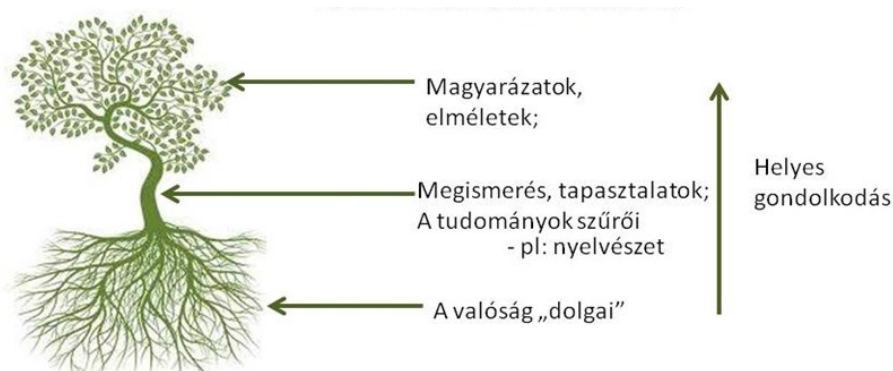 Magyarázatok,
elméletek;
Megismerés, tapasztalatok;
A tudományok szűrői
- pl: nyelvészet
A valóság „dolgai”
Helyes
gondolkodás